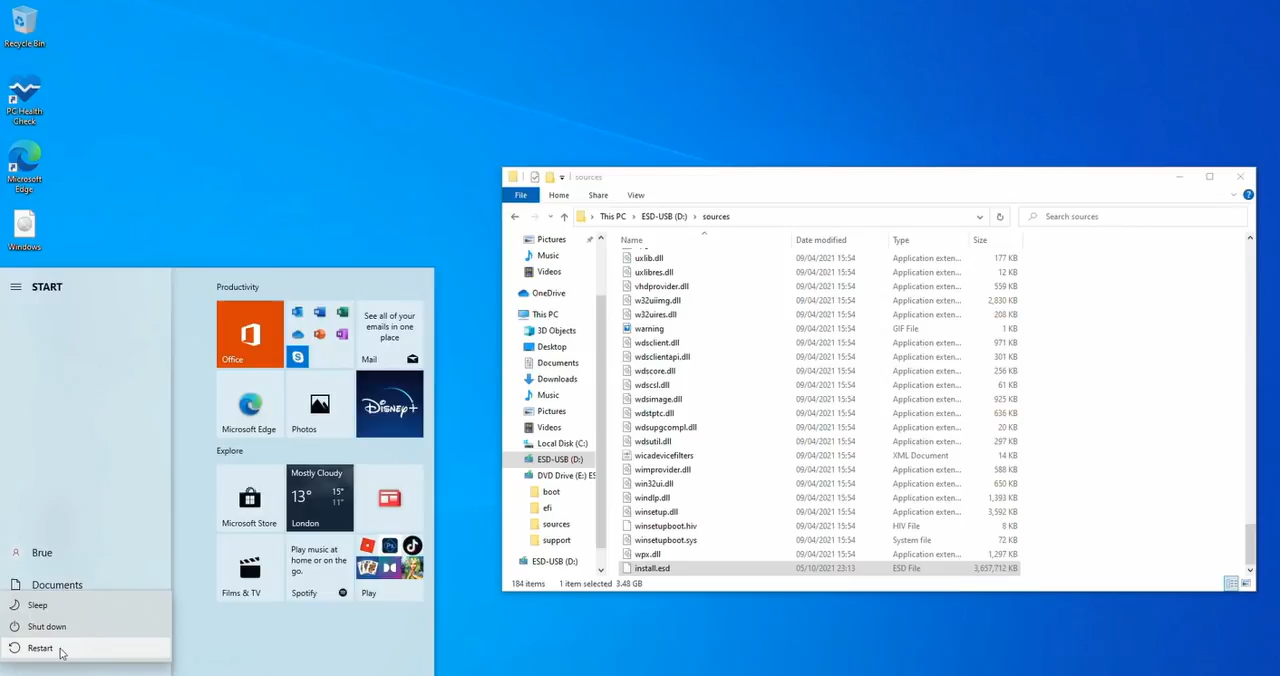 Recycle Bin
PC Health
Check
Microsoft
Edge
Windows
START
Brue
Documents
Sleep
Shut down
Restart
Productivity
Office
See all of your
emails in one
place
Mail
Microsoft Edge
Photos
Disney+
Explore
Microsoft Store
Mostly Cloudy
13° 15°
11°
London
Films & TV
Play music at
home or on the
go.
Spotify
Play
sources
File Home Share View
This PC › ESD-USB (D:) › sources
Search sources
Pictures
Music
Videos
OneDrive
This PC
3D Objects
Desktop
Documents
Downloads
Music
Pictures
Videos
Local Disk (C:)
ESD-USB (D:)
DVD Drive (E:) ES
boot
efi
sources
support
ESD-USB (D:)
Name Date modified Type Size
uxlib.dll 09/04/2021 15:54 Application exten... 177 KB
uxlibres.dll 09/04/2021 15:54 Application exten... 12 KB
vhdprovider.dll 09/04/2021 15:54 Application exten... 559 KB
w32uiimg.dll 09/04/2021 15:54 Application exten... 2,830 KB
w32uires.dll 09/04/2021 15:54 Application exten... 208 KB
warning 09/04/2021 15:54 GIF File 1 KB
wdsclient.dll 09/04/2021 15:54 Application exten... 971 KB
wdsclientapi.dll 09/04/2021 15:54 Application exten... 301 KB
wdscore.dll 09/04/2021 15:54 Application exten... 256 KB
wdscsl.dll 09/04/2021 15:54 Application exten... 61 KB
wdsimage.dll 09/04/2021 15:54 Application exten... 925 KB
wdstptc.dll 09/04/2021 15:54 Application exten... 636 KB
wdsupgcompl.dll 09/04/2021 15:54 Application exten... 20 KB
wdsutil.dll 09/04/2021 15:54 Application exten... 297 KB
wicadevicefilters 09/04/2021 15:54 XML Document 14 KB
wimprovider.dll 09/04/2021 15:54 Application exten... 588 KB
win32ui.dll 09/04/2021 15:54 Application exten... 650 KB
windlp.dll 09/04/2021 15:54 Application exten... 1,393 KB
winsetup.dll 09/04/2021 15:54 Application exten... 3,592 KB
winsetupboot.hiv 09/04/2021 15:54 HIV File 8 KB
winsetupboot.sys 09/04/2021 15:54 System file 72 KB
wpx.dll 09/04/2021 15:54 Application exten... 1,297 KB
install.esd 05/10/2021 23:13 ESD File 3,657,712 KB
184 items 1 item selected 3.48 GB